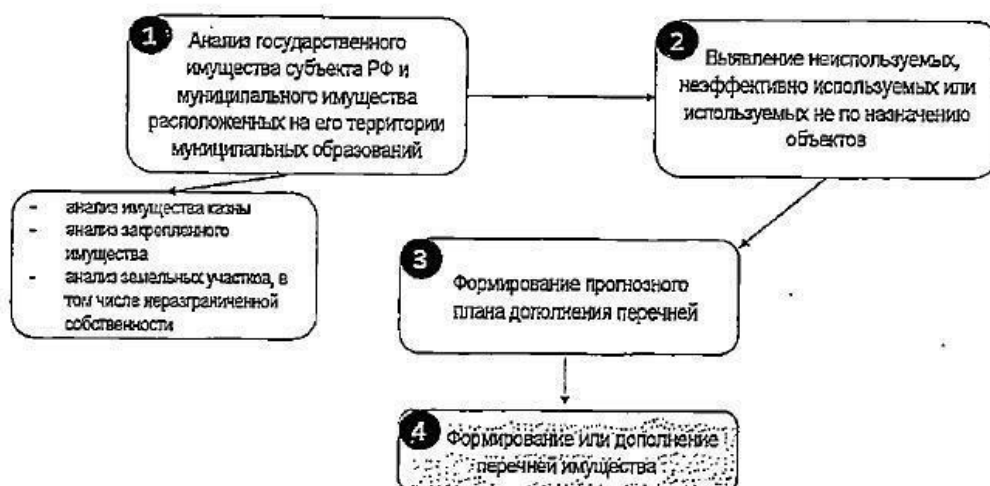 1
Анализ государственного
имущества субъекта РФ и
муниципального имущества
расположенных на его территории
муниципальных образований
2
Выявление неиспользуемых,
неэффективно используемых или
используемых не по назначению
объектов
- анализ имущества казны
- анализ закрепленного
имущества
- анализ земельных участков, в
том числе неразграниченной
собственности
3
Формирование прогнозного
плана дополнения перечней
4
Формирование или дополнение
перечней имущества